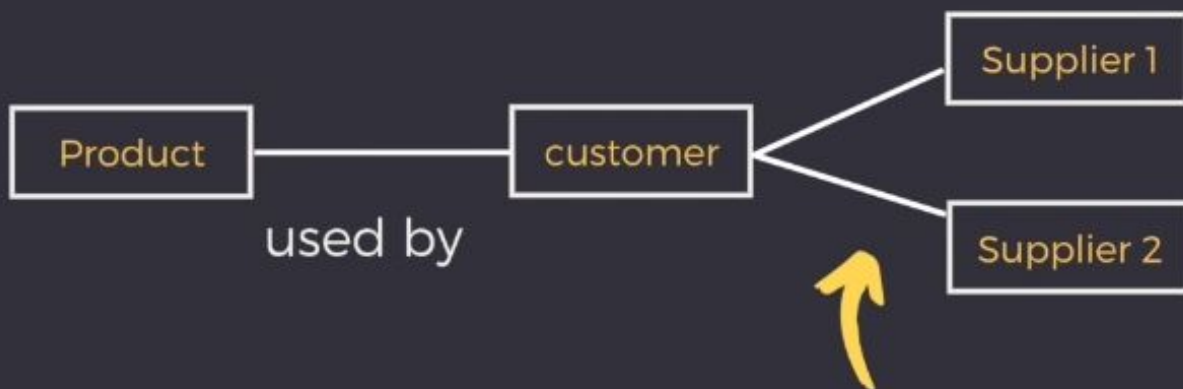 Supplier 1
Product
customer
used by
Supplier 2